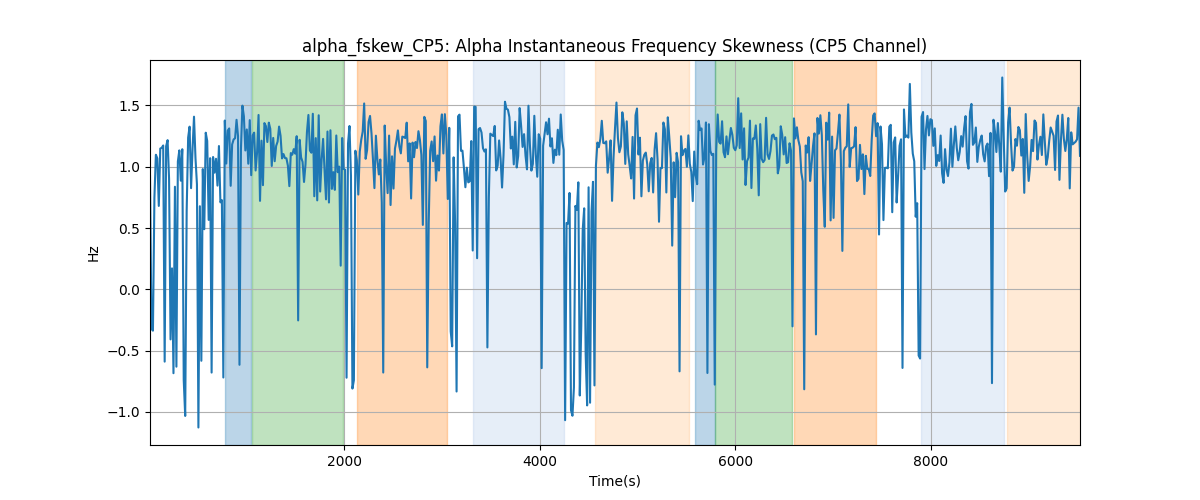 alpha_fskew_CP5: Alpha Instantaneous Frequency Skewness (CP5 Channel)
1.5
1.0
0.5
0.0
−0.5
−1.0
Hz
2000 4000 6000 8000
Time(s)